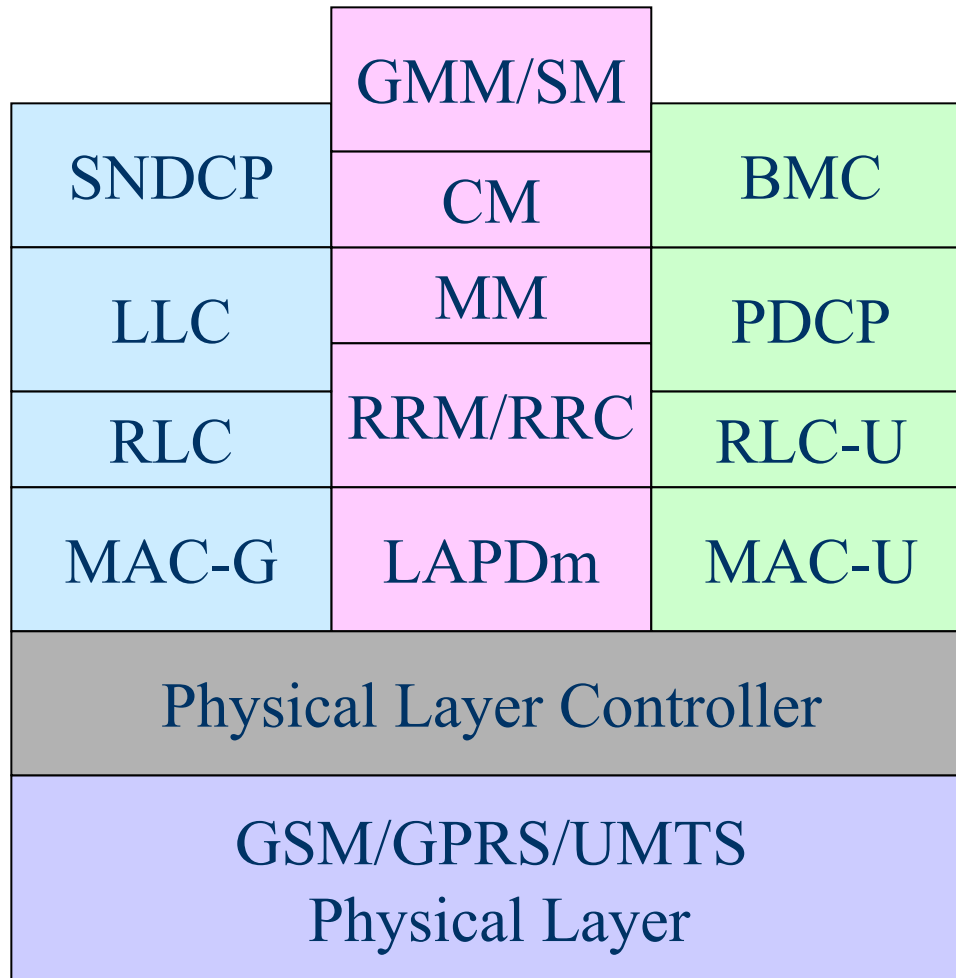 GMM/SM
SNDCP
CM
BMC
LLC
MM
PDCP
RLC
RRM/RRC
RLC-U
MAC-G
LAPDm
MAC-U
Physical Layer Controller
GSM/GPRS/UMTS
Physical Layer